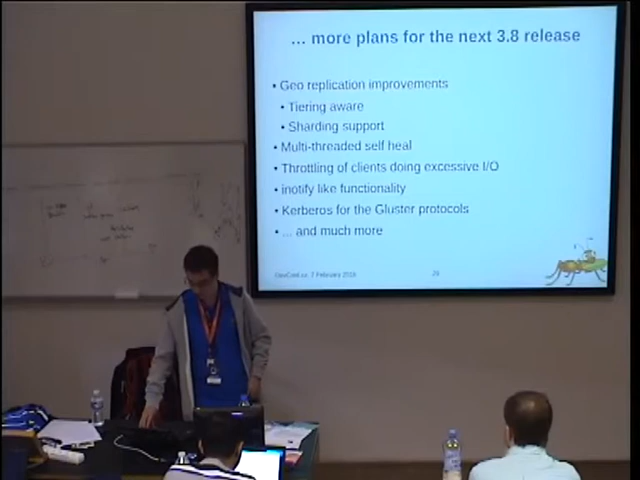 ... more plans for the next 3.8 release
• Geo replication improvements
• Tiering aware
• Sharding support
• Multi-threaded self heal
• Throttling of clients doing excessive I/O
• inotify like functionality
• Kerberos for the Gluster protocols
• ... and much more
DevConf.cz, 7 February 2016